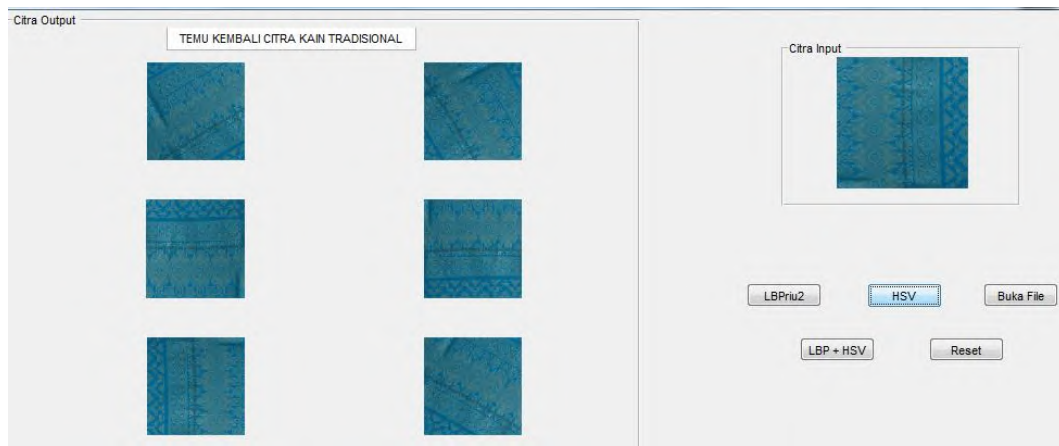 Citra Output
TEMU KEMBALI CITRA KAIN TRADISIONAL
Citra Input
LBPriu2
HSV
Buka File
LBP + HSV
Reset